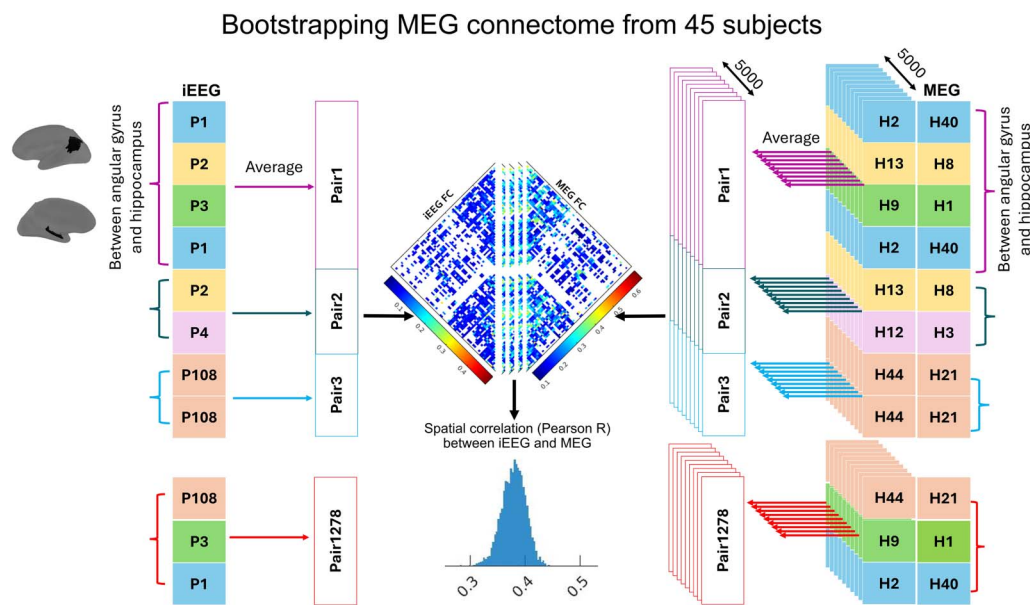 Bootstrapping MEG connectome from 45 subjects
iEEG
Between angular gyrus
and hippocampus
P1
P2
P3
P1
P2
P4
P108
P108
P108
P3
P1
Average
Pair1
Pair2
Pair3
Pair1278
iEEG FC
MEG FC
0.1
0.2
0.3
0.4
0.1
0.2
0.3
0.4
0.5
0.6
Spatial correlation (Pearson R)
between iEEG and MEG
0.3
0.4
0.5
5000
Pair1
Pair2
Pair3
Pair1278
Average
5000
MEG
H2
H40
H13
H8
H9
H1
H2
H40
H13
H8
H12
H3
H44
H21
H44
H21
H44
H21
H9
H1
H2
H40
Between angular gyrus
and hippocampus